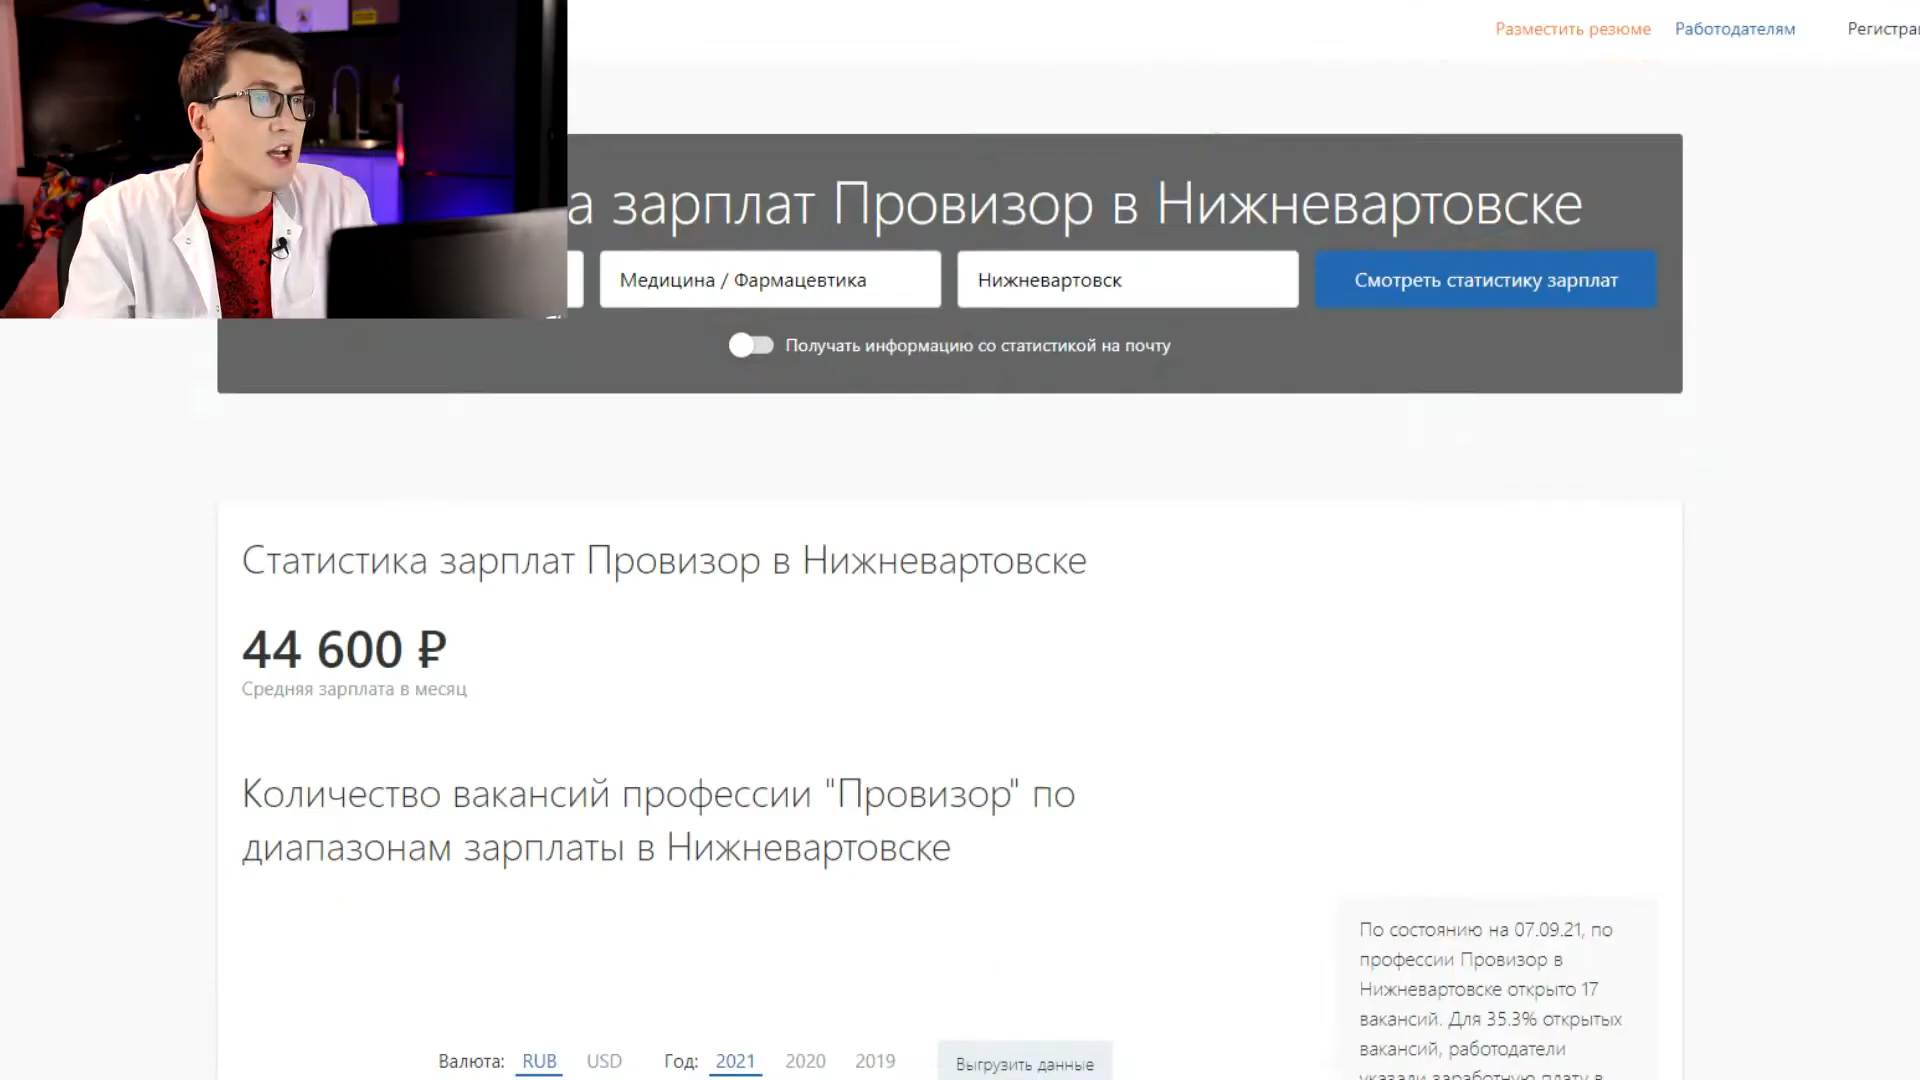 Разместить резюме Работодателям
а зарплат Провизор в Нижневартовске
Медицина / Фармацевтика
Нижневартовск
Смотреть статистику зарплат
Получать информацию со статистикой на почту
Статистика зарплат Провизор в Нижневартовске
44 600 ₽
Средняя зарплата в месяц
Количество вакансий профессии "Провизор" по
диапазонам зарплаты в Нижневартовске
По состоянию на 07.09.21, по
профессии Провизор в
Нижневартовске открыто 17
вакансий. Для 35.3% открытых
вакансий, работодатели
указали заработную плату в
Валюта: RUB USD Год: 2021 2020 2019 Выгрузить данные